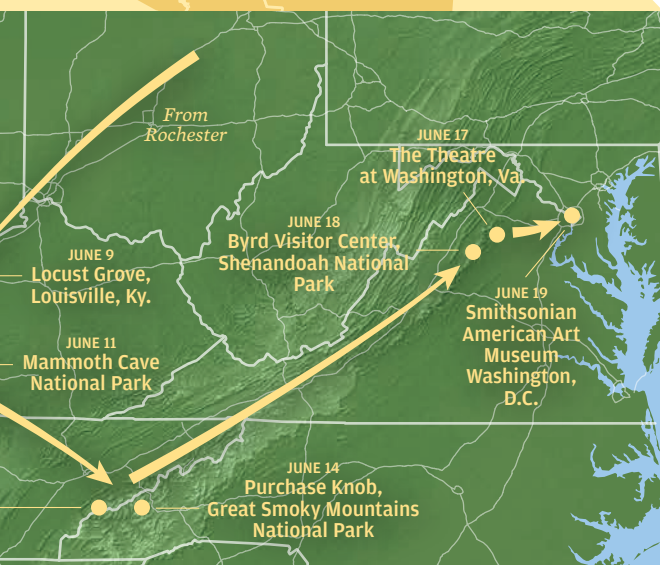 From
Rochester
JUNE 17
The Theatre
at Washington, Va.
JUNE 18
Byrd Visitor Center,
Shenandoah National
Park
JUNE 9
Locust Grove,
Louisville, Ky.
JUNE 19
Smithsonian
American Art
Museum
Washington,
D.C.
JUNE 11
Mammoth Cave
National Park
JUNE 14
Purchase Knob,
Great Smoky Mountains
National Park